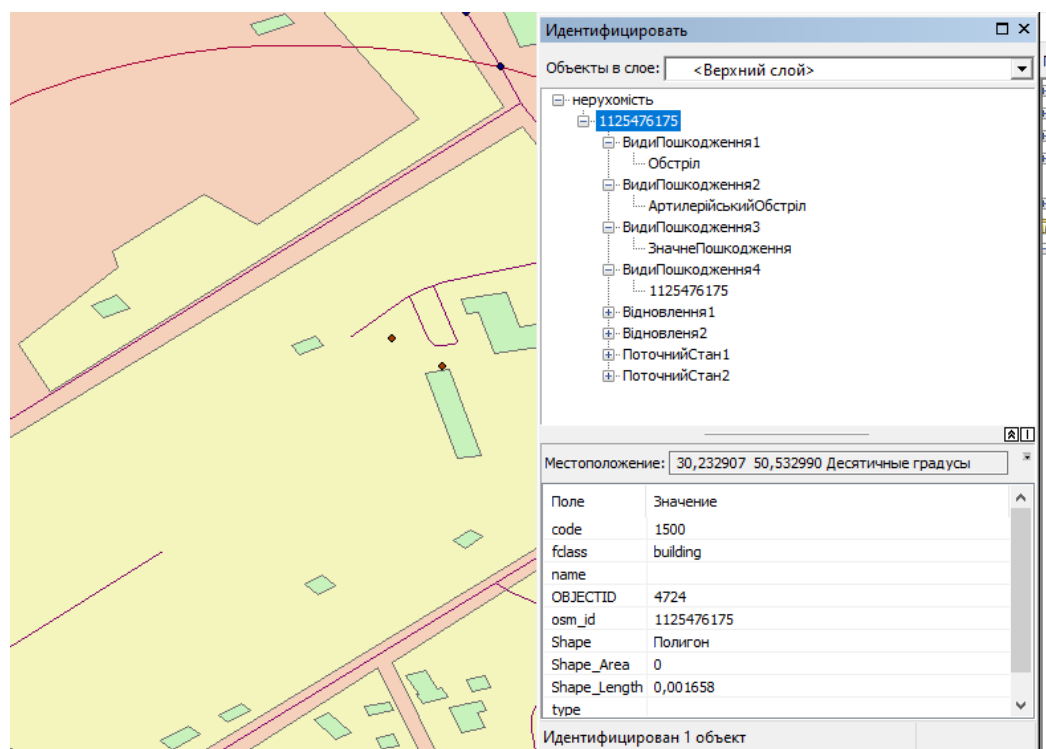 Идентифицировать
Объекты в слое: <Верхний слой>
нерухомість
1125476175
ВидиПошкодження1
Обстріл
ВидиПошкодження2
АртилерійськийОбстріл
ВидиПошкодження3
ЗначнеПошкодження
ВидиПошкодження4
1125476175
Відновлення1
Відновленя2
ПоточнийСтан1
ПоточнийСтан2
Местоположение: 30,232907 50,532990 Десятичные градусы
Поле Значение
code 1500
fclass building
name
OBJECTID 4724
osm_id 1125476175
Shape Полигон
Shape_Area 0
Shape_Length 0,001658
type
Идентифицирован 1 объект